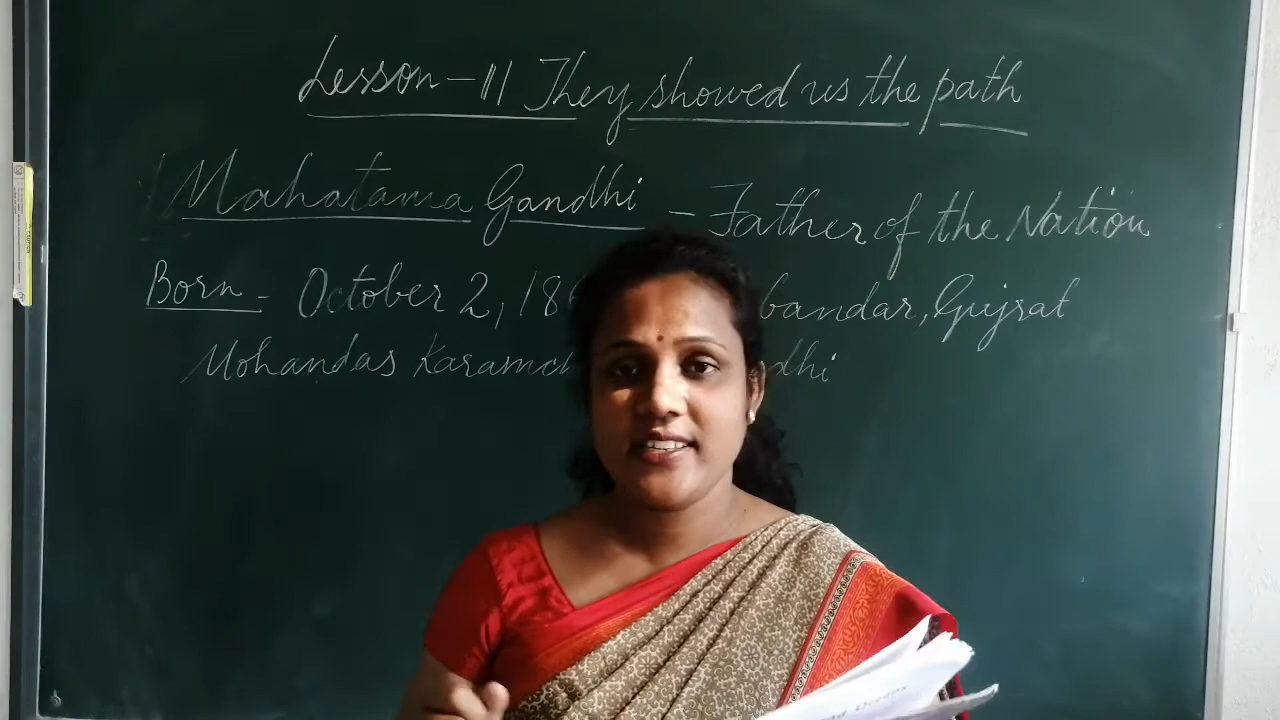 Lesson-11 They showed us the path
Mahatama Gandhi - Father of the Nation
Born - October 2, 18 bandar, Gujrat
Mohandas Karamch dhi